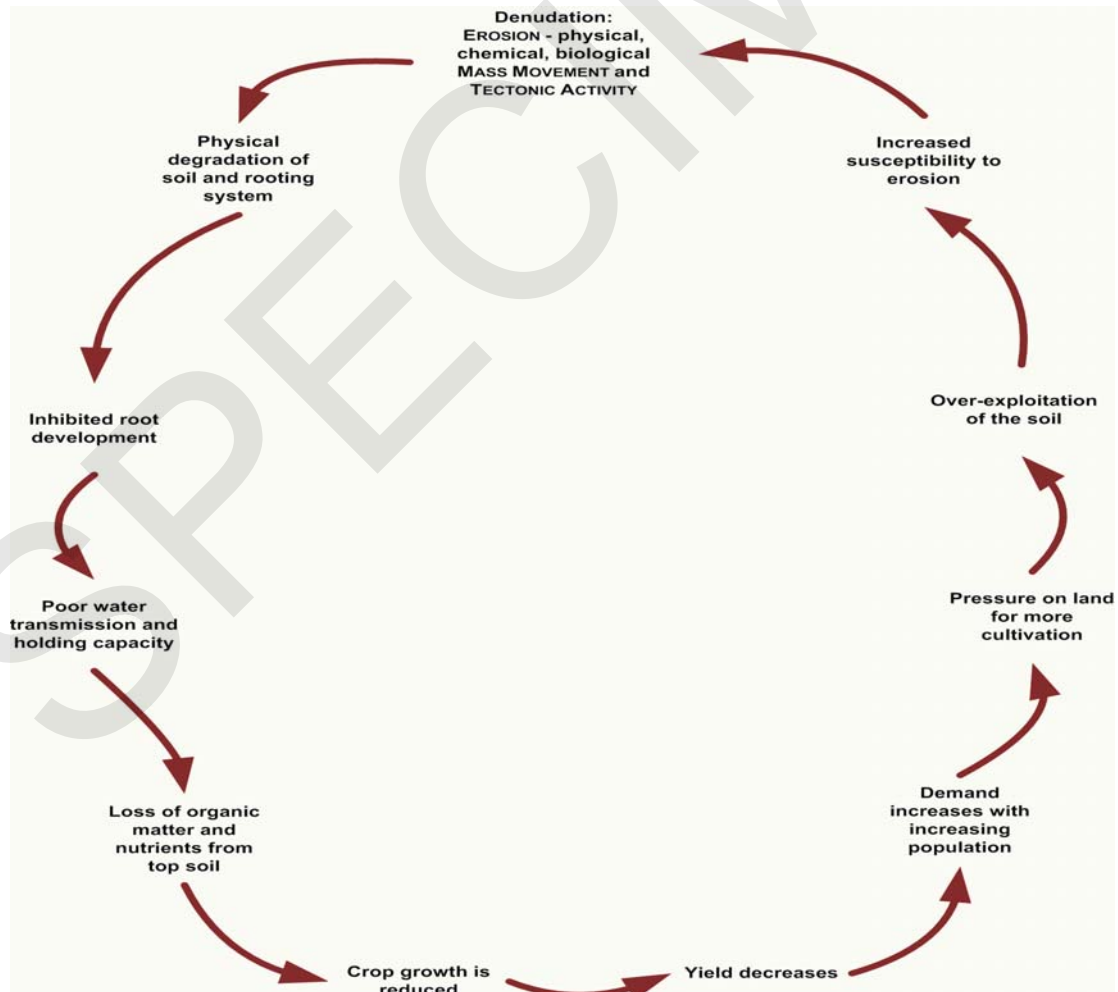 Denudation:
EROSION - physical,
chemical, biological
MASS MOVEMENT and
TECTONIC ACTIVITY
Physical
degradation of
soil and rooting
system
Inhibited root
development
Poor water
transmission and
holding capacity
Loss of organic
matter and
nutrients from
top soil
Crop growth is
reduced
Yield decreases
Demand
increases with
increasing
population
Pressure on land
for more
cultivation
Over-exploitation
of the soil
Increased
susceptibility to
erosion
SPECIM